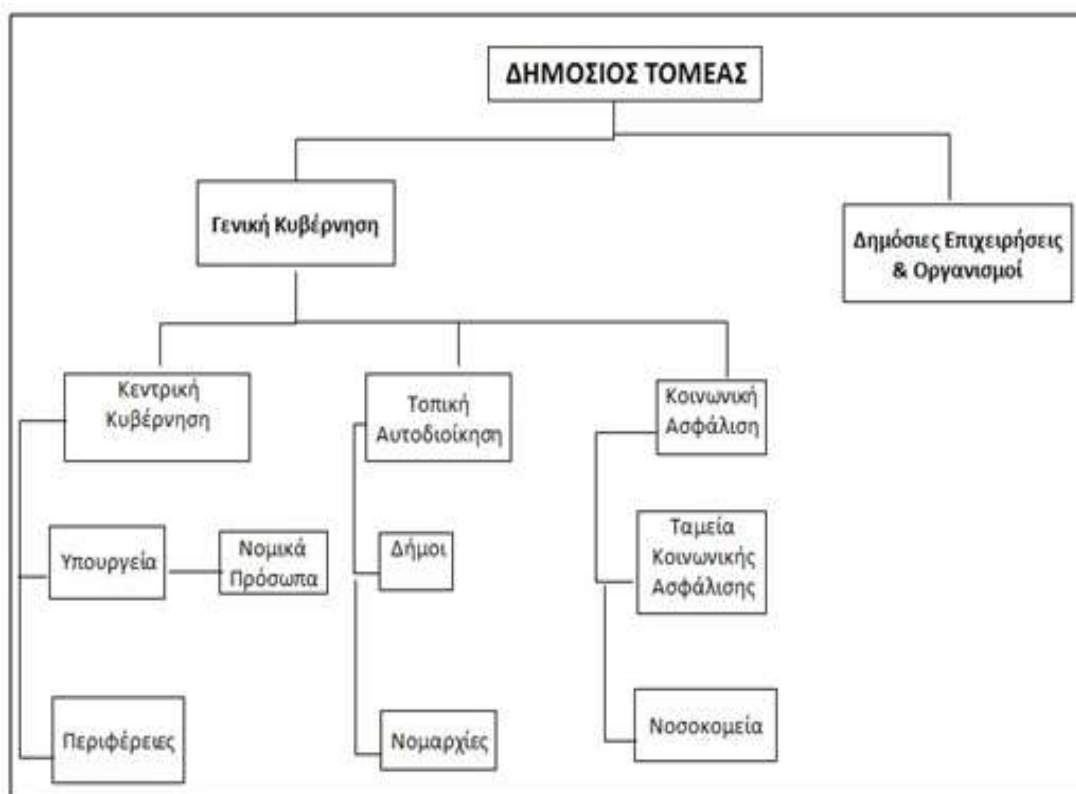 ΔΗΜΟΣΙΟΣ ΤΟΜΕΑΣ
Γενική Κυβέρνηση
Δημόσιες Επιχειρήσεις
& Οργανισμοί
Κεντρική
Κυβέρνηση
Τοπική
Αυτοδιοίκηση
Κοινωνική
Ασφάλιση
Υπουργεία
Νομικά
Πρόσωπα
Δήμοι
Ταμεία
Κοινωνικής
Ασφάλισης
Περιφέρειες
Νομαρχίες
Νοσοκομεία